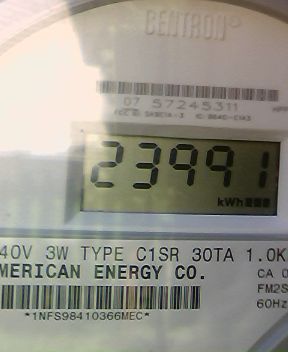 CENTRON®
07 57245311
23991
kWh
40V 3W TYPE C1SR 30TA 1.0K
MERICAN ENERGY CO.
CA 0
FM2S
60Hz
*1NFS98410366MEC*